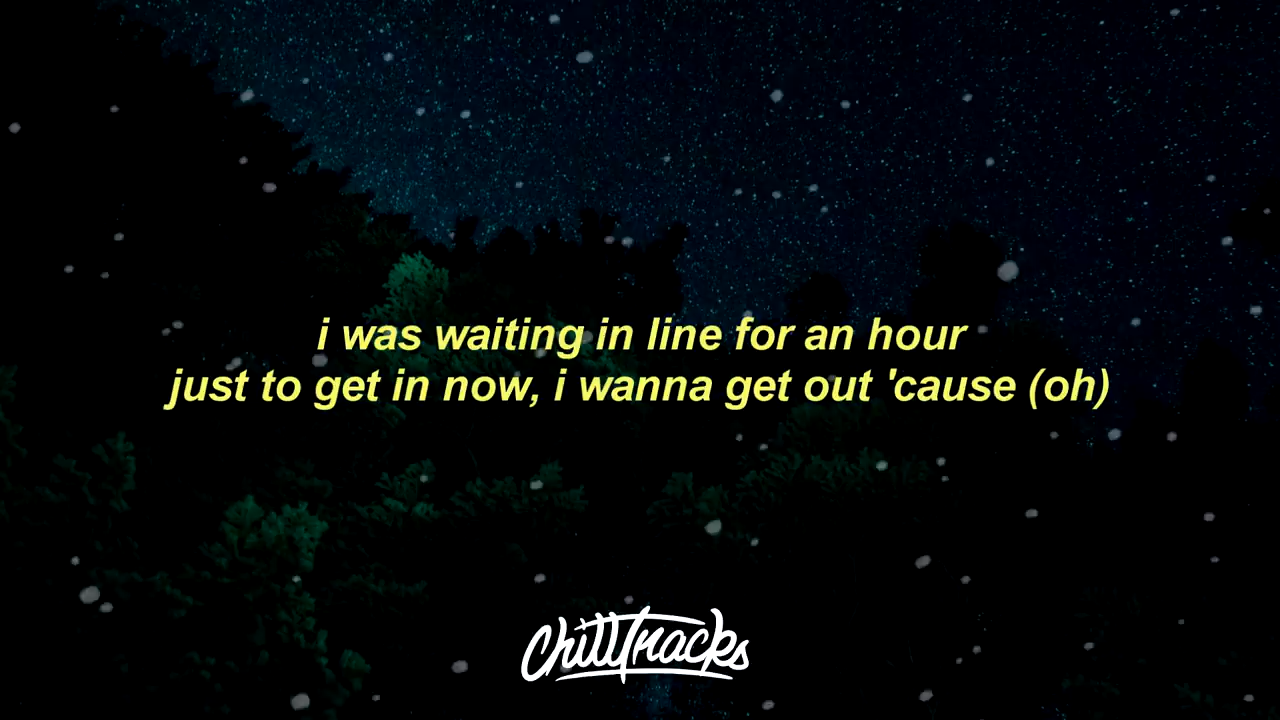 i was waiting in line for an hour
just to get in now, i wanna get out 'cause (oh)
ChillTracks